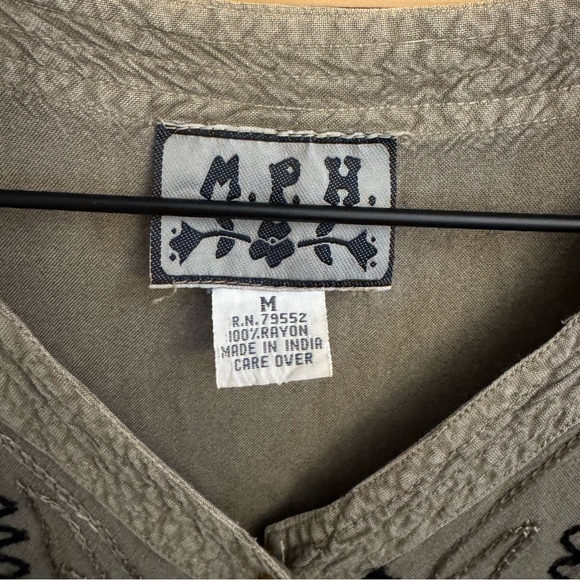 M.P.H.
M
R.N.79552
100%RAYON
MADE IN INDIA
CARE OVER